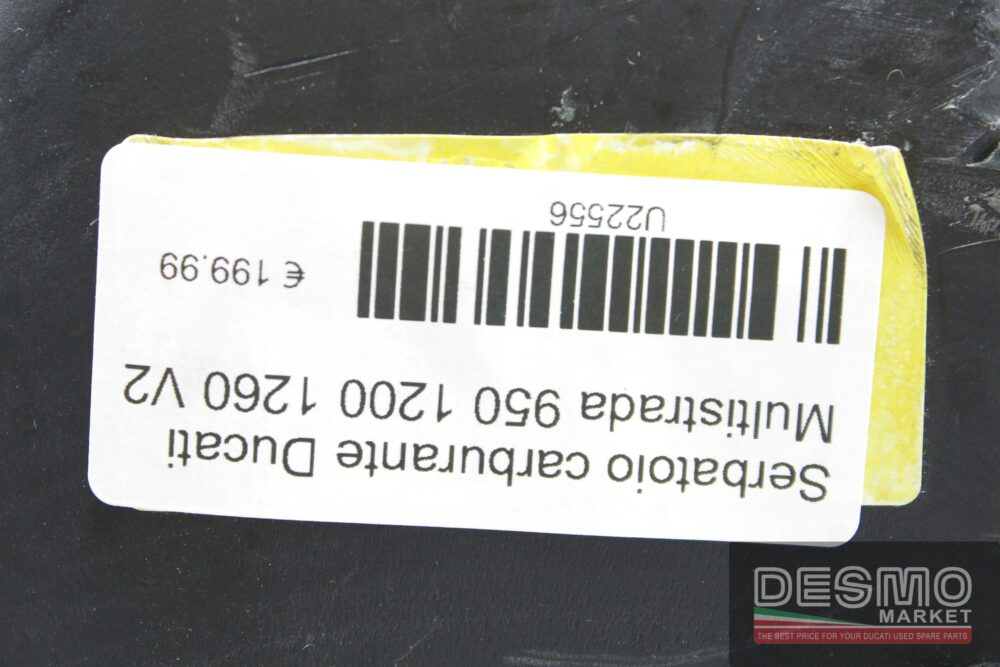 Serbatoio carburante Ducati
Multistrada 950 1200 1260 V2
€ 199.99
U22556
DESMO
MARKET
THE BEST PRICE FOR YOUR DUCATI USED SPARE PARTS